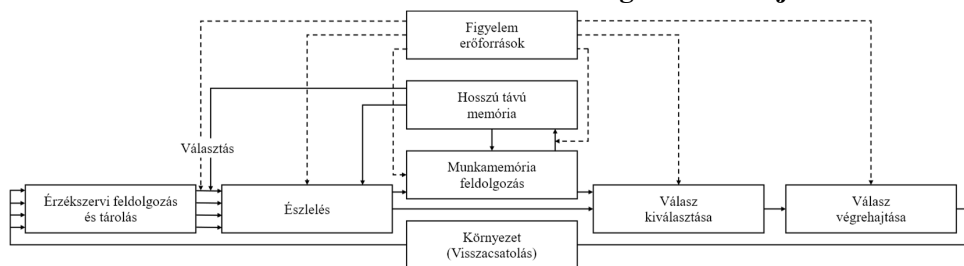 Figyelem
erőforrások
Hosszú távú
memória
Választás
Munkamemória
feldolgozás
Érzékszervi feldolgozás
és tárolás
Észlelés
Válasz
kiválasztása
Válasz
végrehajtása
Környezet
(Visszacsatolás)